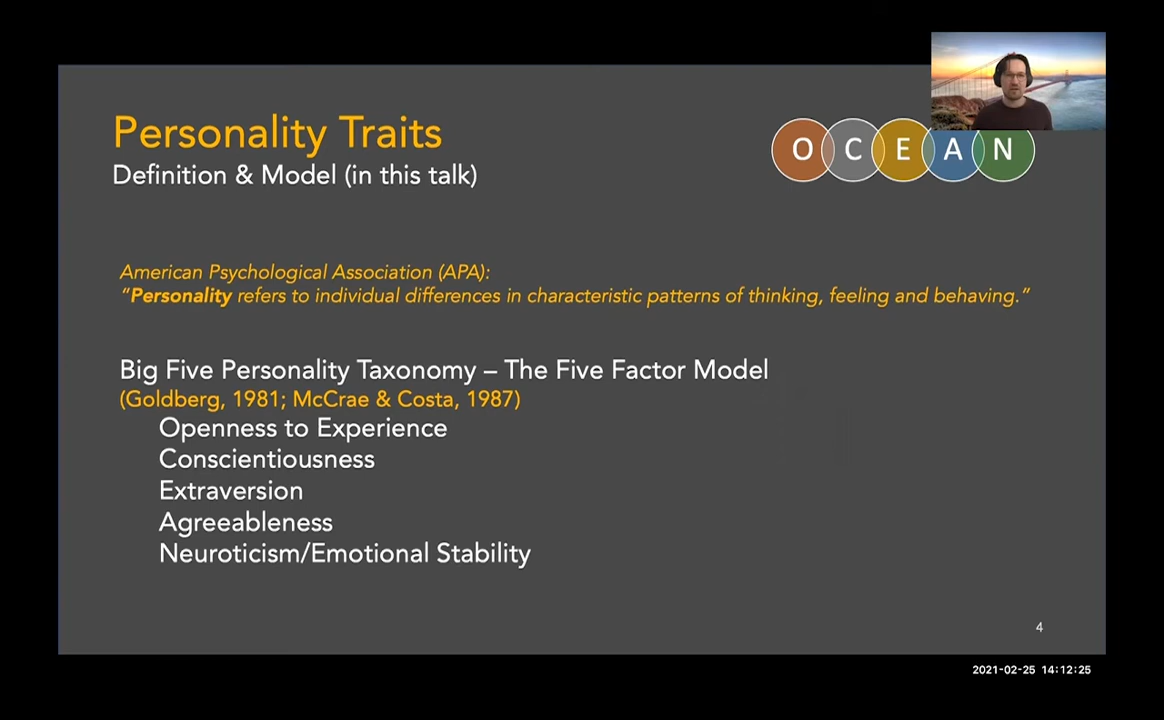 Personality Traits
Definition & Model (in this talk)
O C E A N
American Psychological Association (APA):
“Personality refers to individual differences in characteristic patterns of thinking, feeling and behaving.”
Big Five Personality Taxonomy – The Five Factor Model
(Goldberg, 1981; McCrae & Costa, 1987)
Openness to Experience
Conscientiousness
Extraversion
Agreeableness
Neuroticism/Emotional Stability
4
2021-02-25 14:12:25